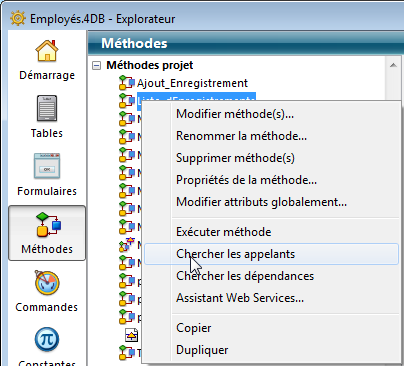 Employés.4DB - Explorateur
Méthodes
Démarrage
Tables
Formulaires
Méthodes
Commandes
Constantes
Méthodes projet
Ajout_Enregistrement
Modifier méthode(s)...
Renommer la méthode...
Supprimer méthode(s)
Propriétés de la méthode...
Modifier attributs globalement...
Exécuter méthode
Chercher les appelants
Chercher les dépendances
Assistant Web Services...
Copier
Dupliquer